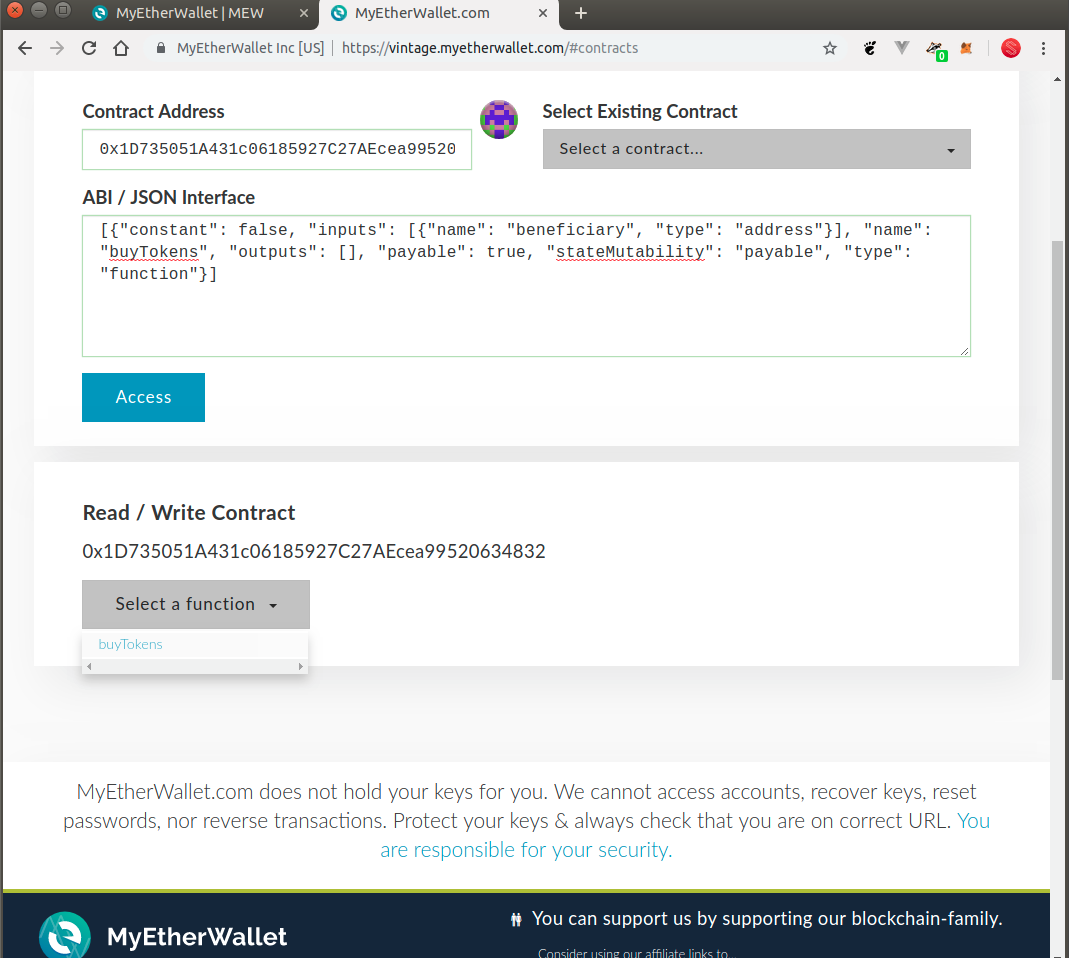 MyEtherWallet | MEW
MyEtherWallet.com
MyEtherWallet Inc [US]
https://vintage.myetherwallet.com/#contracts
0
Contract Address
Select Existing Contract
0x1D735051A431c06185927C27AEcea99520
Select a contract...
ABI / JSON Interface
[{"constant": false, "inputs": [{"name": "beneficiary", "type": "address"}], "name":
"buyTokens", "outputs": [], "payable": true, "stateMutability": "payable", "type":
"function"}]
Access
Read / Write Contract
0x1D735051A431c06185927C27AEcea99520634832
Select a function
buyTokens
MyEtherWallet.com does not hold your keys for you. We cannot access accounts, recover keys, reset
passwords, nor reverse transactions. Protect your keys & always check that you are on correct URL. You
are responsible for your security.
MyEtherWallet
You can support us by supporting our blockchain-family.
Consider using our affiliate links to...